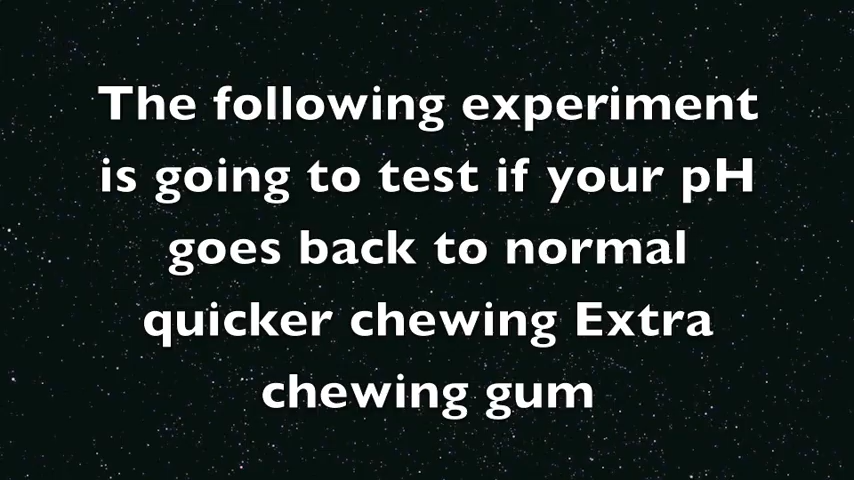 The following experiment
is going to test if your pH
goes back to normal
quicker chewing Extra
chewing gum